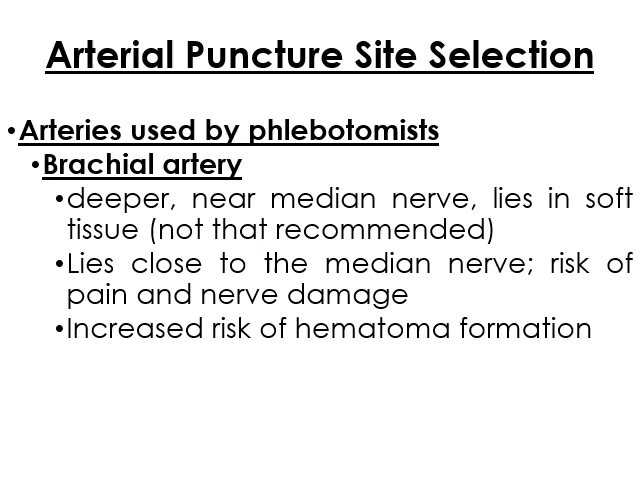 Arterial Puncture Site Selection
•Arteries used by phlebotomists
•Brachial artery
•deeper, near median nerve, lies in soft
tissue (not that recommended)
•Lies close to the median nerve; risk of
pain and nerve damage
•Increased risk of hematoma formation